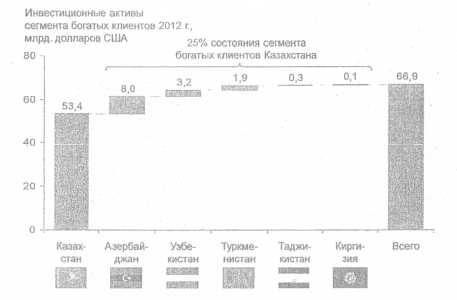 Инвестиционные активы
сегмента богатых клиентов 2012 г.,
млрд. долларов США
25% состояния сегмента
богатых клиентов Казахстана
80
60
40
20
0
53,4
8,0
3,2
1,9
0,3
0,1
66,9
Казах-
стан
Азербай-
джан
Узбе-
кистан
Туркме-
нистан
Таджи-
кистан
Кирги-
зия
Всего